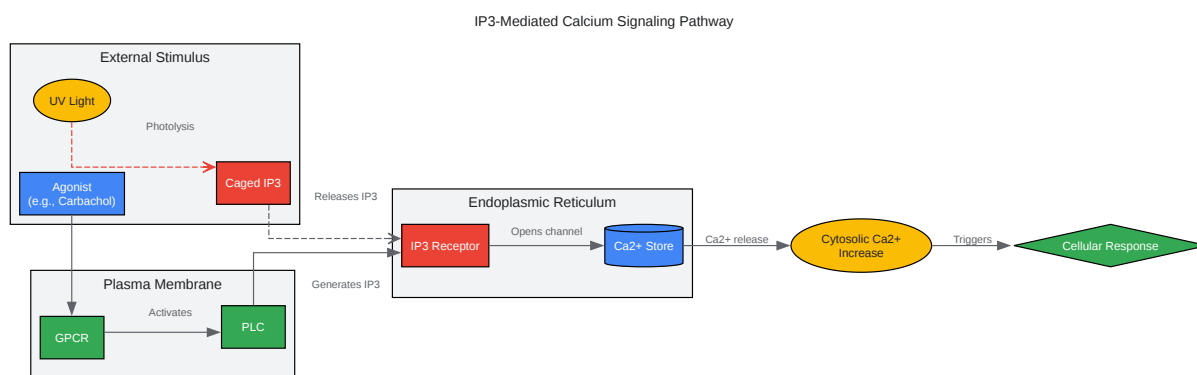 IP3-Mediated Calcium Signaling Pathway
External Stimulus
UV Light
Photolysis
Caged IP3
Agonist
(e.g., Carbachol)
Releases IP3
Endoplasmic Reticulum
IP3 Receptor
Opens channel
Ca2+ Store
Ca2+ release
Cytosolic Ca2+
Increase
Triggers
Cellular Response
Generates IP3
Plasma Membrane
Activates
GPCR
PLC